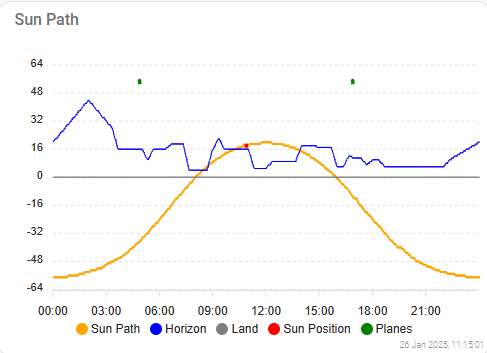 Sun Path
64
48
32
16
0
-16
-32
-48
-64
00:00 03:00 06:00 09:00 12:00 15:00 18:00 21:00
Sun Path Horizon Land Sun Position Planes
26 Jan 2025, 11:15:01